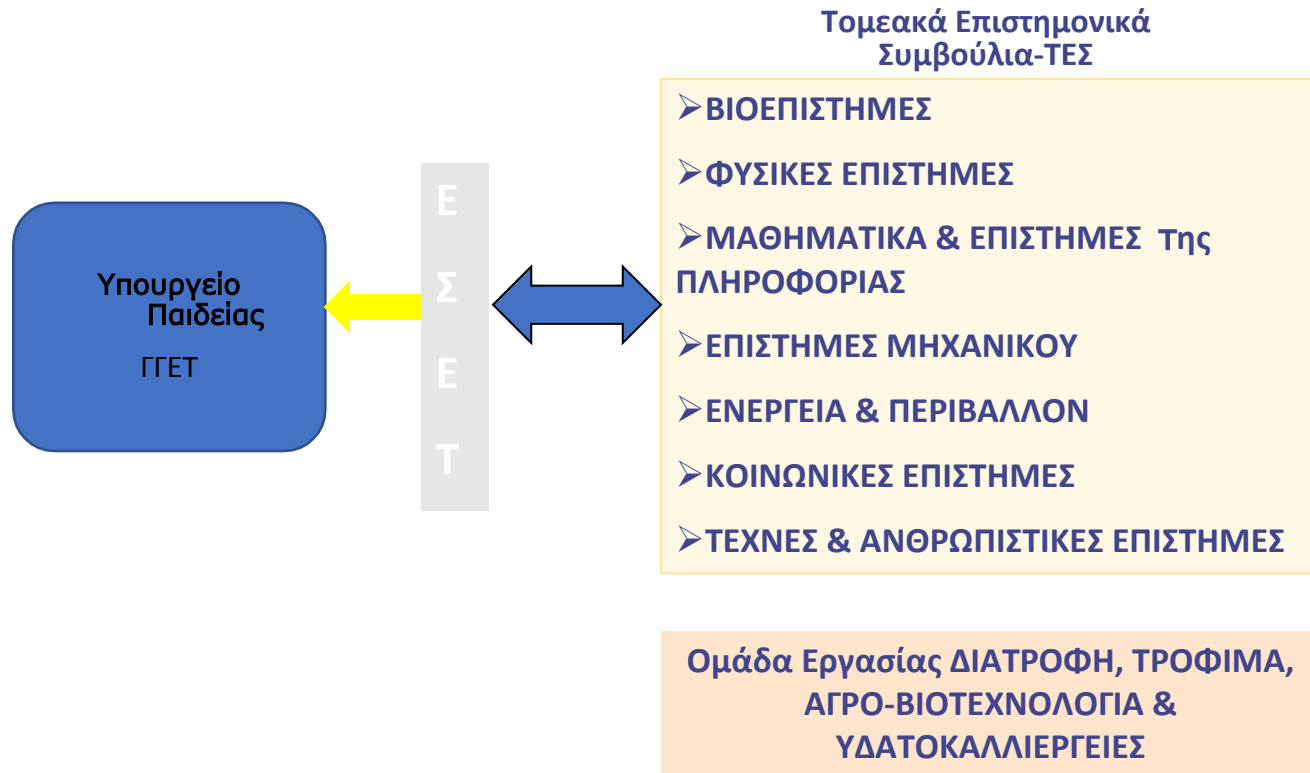 Τομεακά Επιστημονικά
Συμβούλια-ΤΕΣ
➢ΒΙΟΕΠΙΣΤΗΜΕΣ
➢ΦΥΣΙΚΕΣ ΕΠΙΣΤΗΜΕΣ
➢ΜΑΘΗΜΑΤΙΚΑ & ΕΠΙΣΤΗΜΕΣ της
ΠΛΗΡΟΦΟΡΙΑΣ
➢ΕΠΙΣΤΗΜΕΣ ΜΗΧΑΝΙΚΟΥ
➢ΕΝΕΡΓΕΙΑ & ΠΕΡΙΒΑΛΛΟΝ
➢ΚΟΙΝΩΝΙΚΕΣ ΕΠΙΣΤΗΜΕΣ
➢ΤΕΧΝΕΣ & ΑΝΘΡΩΠΙΣΤΙΚΕΣ ΕΠΙΣΤΗΜΕΣ
Ε
Σ
Ε
Τ
Υπουργείο
Παιδείας
ΓΓΕΤ
Ομάδα Εργασίας ΔΙΑΤΡΟΦΗ, ΤΡΟΦΙΜΑ,
ΑΓΡΟ-ΒΙΟΤΕΧΝΟΛΟΓΙΑ &
ΥΔΑΤΟΚΑΛΛΙΕΡΓΕΙΕΣ